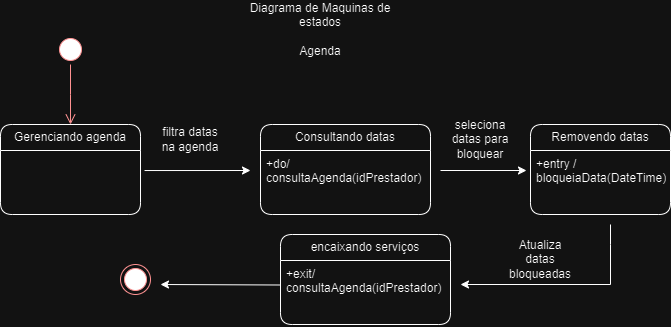 Diagrama de Maquinas de
estados
Agenda
Gerenciando agenda
filtra datas
na agenda
Consultando datas
+do/
consultaAgenda(idPrestador)
seleciona
datas para
bloquear
Removendo datas
+entry /
bloqueiaData(DateTime)
Atualiza
datas
bloqueadas
encaixando serviços
+exit/
consultaAgenda(idPrestador)